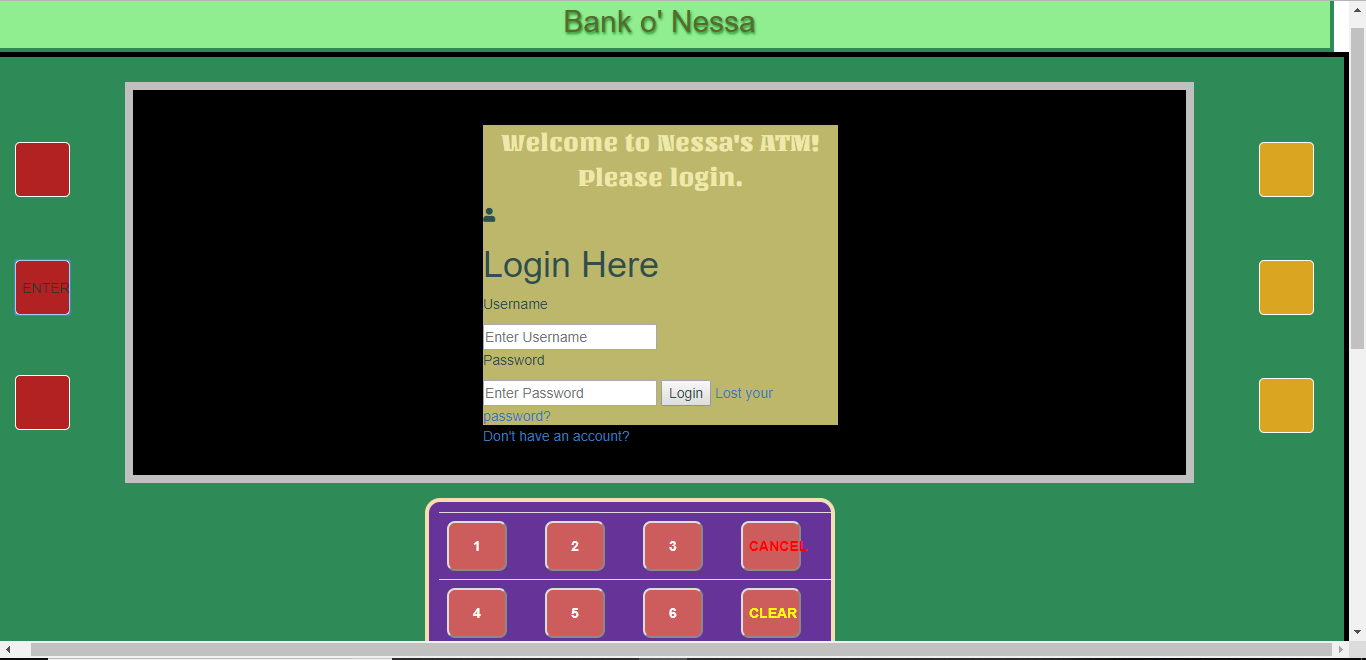 Bank o' Nessa
Welcome to Nessa's ATM!
Please login.
Login Here
Username
Enter Username
Password
Enter Password Login Lost your
password?
Don't have an account?
ENTER
1 2 3 CANCEL
4 5 6 CLEAR